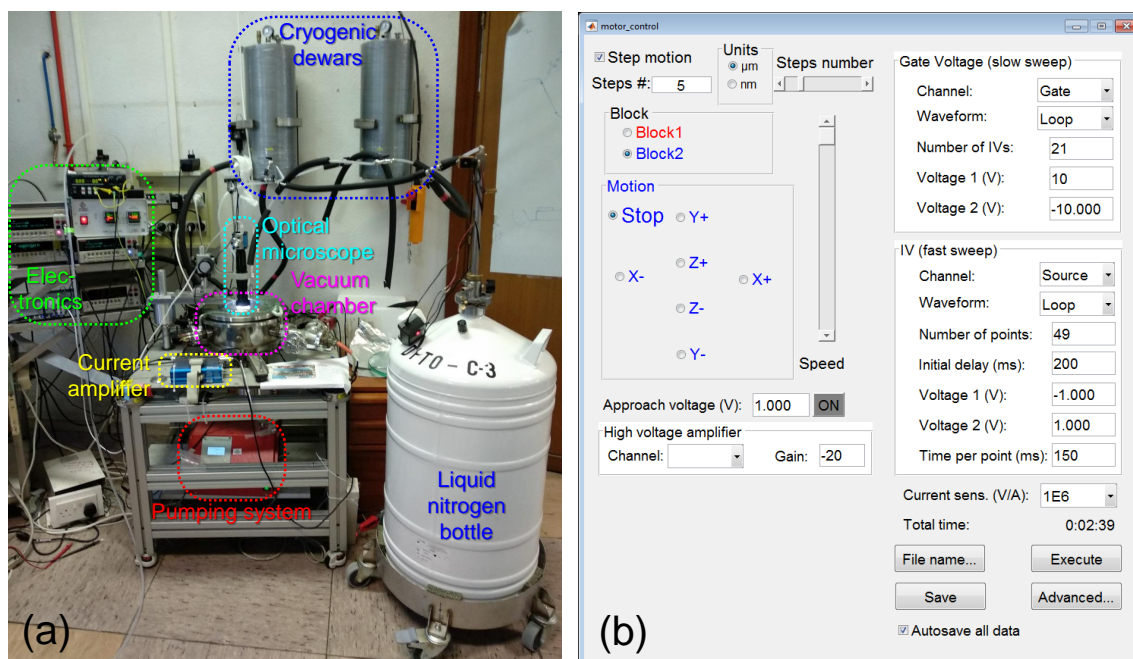 Cryogenic
dewars
Optical
microscope
Elec-
tronics
Vacuum
chamber
Current
amplifier
DFTO - C-3
Pumping system
Liquid
nitrogen
bottle
(a)
motor_control
Step motion
Steps #: 5
Units
µm
nm
Steps number
Block
Block1
Block2
Motion
Stop
Y+
Z+
X-
X+
Z-
Y-
Speed
Approach voltage (V): 1.000 ON
High voltage amplifier
Channel: Gain: -20
Gate Voltage (slow sweep)
Channel: Gate
Waveform: Loop
Number of IVs: 21
Voltage 1 (V): 10
Voltage 2 (V): -10.000
IV (fast sweep)
Channel: Source
Waveform: Loop
Number of points: 49
Initial delay (ms): 200
Voltage 1 (V): -1.000
Voltage 2 (V): 1.000
Time per point (ms): 150
Current sens. (V/A): 1E6
Total time: 0:02:39
File name... Execute
Save Advanced...
Autosave all data
(b)